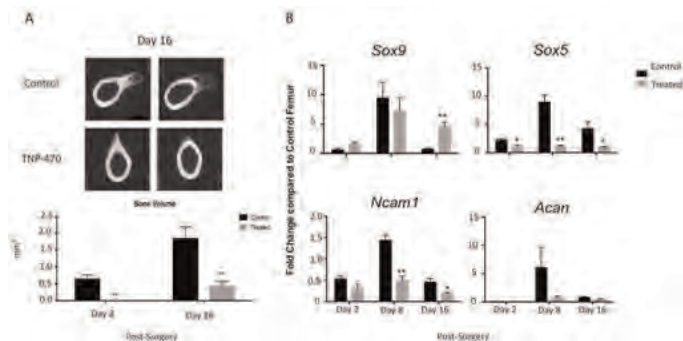 A
Day 16
Control
TNP-470
Bone Volume
2.5
2.0
1.5
1.0
0.5
0.0
mm³
Treated
**
**
Day 16
Post-Surgery
B
Fold Change compared to Control Femur
Sox9
15
10
5
0
**
Sox5
15
10
5
0
*
**
*
Control
Treated
Ncam1
2.0
1.5
1.0
0.5
0.0
**
*
Day 2
Day 8
Day 16
Acan
15
10
5
0
Day 2
Day 8
Day 16
Post-Surgery